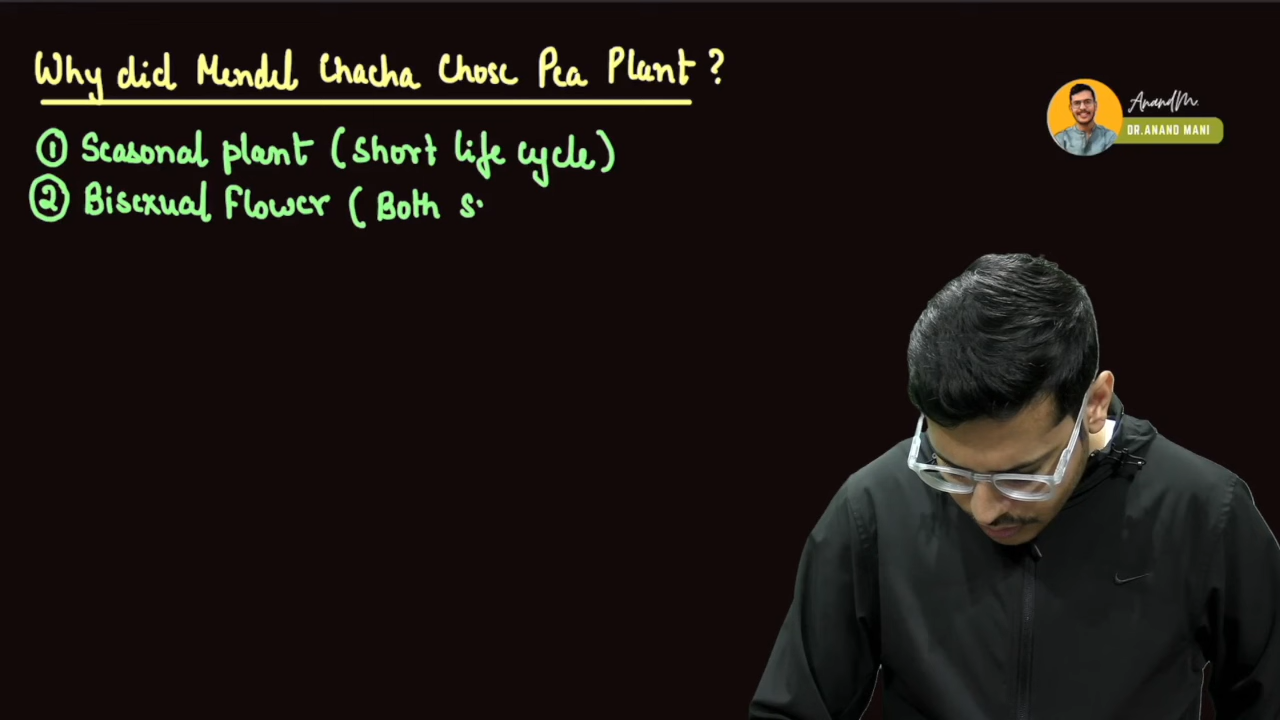 Why did Mendel Chacha Chose Pea Plant ?
① Seasonal plant (short life cycle)
② Bisexual Flower ( Both s
AnandM.
DR.ANAND MANI